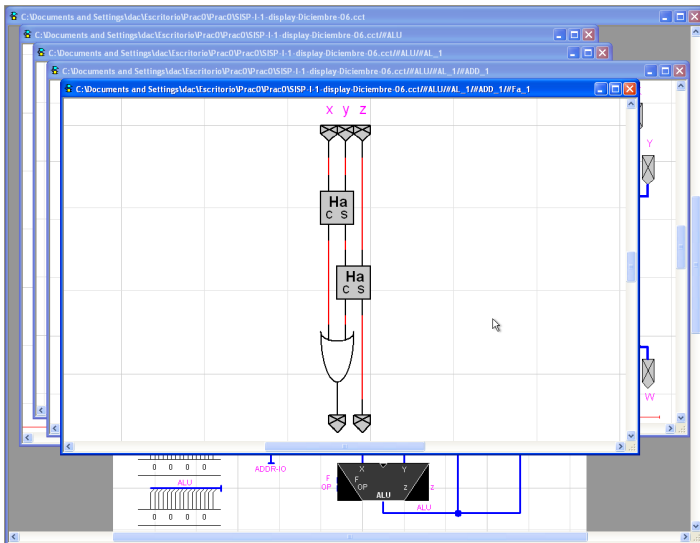 C:\Documents and Settings\dac\Escritorio\Prac0\Prac0\SISP-I-1-display-Diciembre-06.cct
C:\Documents and Settings\dac\Escritorio\Prac0\Prac0\SISP-I-1-display-Diciembre-06.cct///ALU
C:\Documents and Settings\dac\Escritorio\Prac0\Prac0\SISP-I-1-display-Diciembre-06.cct///ALU///AL_1
C:\Documents and Settings\dac\Escritorio\Prac0\Prac0\SISP-I-1-display-Diciembre-06.cct///ALU///AL_1///ADD_1
C:\Documents and Settings\dac\Escritorio\Prac0\Prac0\SISP-I-1-display-Diciembre-06.cct///ALU///AL_1///ADD_1///Fa_1
x y z
Y
Ha
C S
Ha
C S
W
0 0 0 0
ADDR-IO
X Y
ALU
F
OP
F
OP
Z
z
ALU
0 0 0 0
ALU